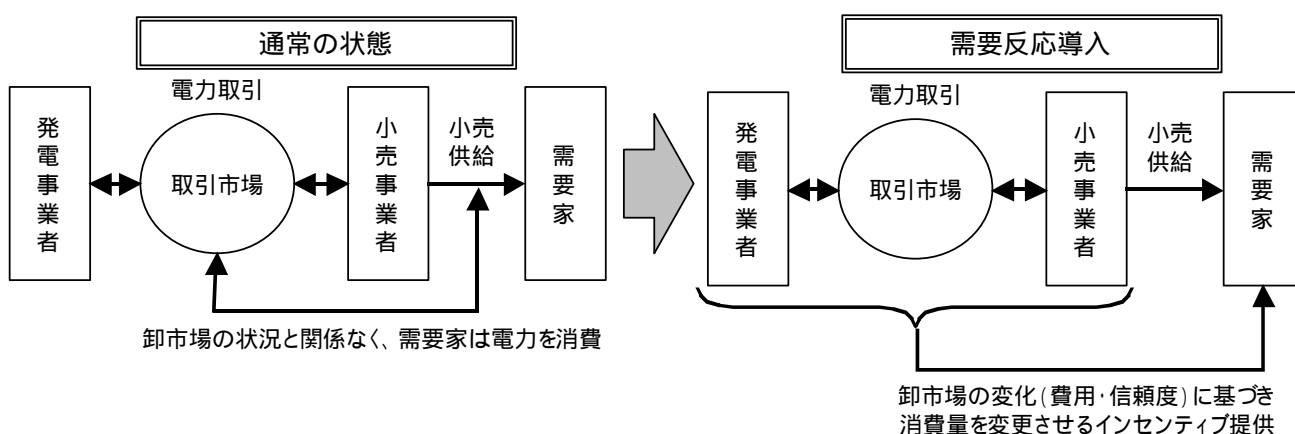 通常の状態
電力取引
発電事業者
取引市場
小売事業者
小売
供給
需要家
卸市場の状況と関係なく、需要家は電力を消費
需要反応導入
電力取引
発電事業者
取引市場
小売事業者
小売
供給
需要家
卸市場の変化(費用・信頼度)に基づき
消費量を変更させるインセンティブ提供